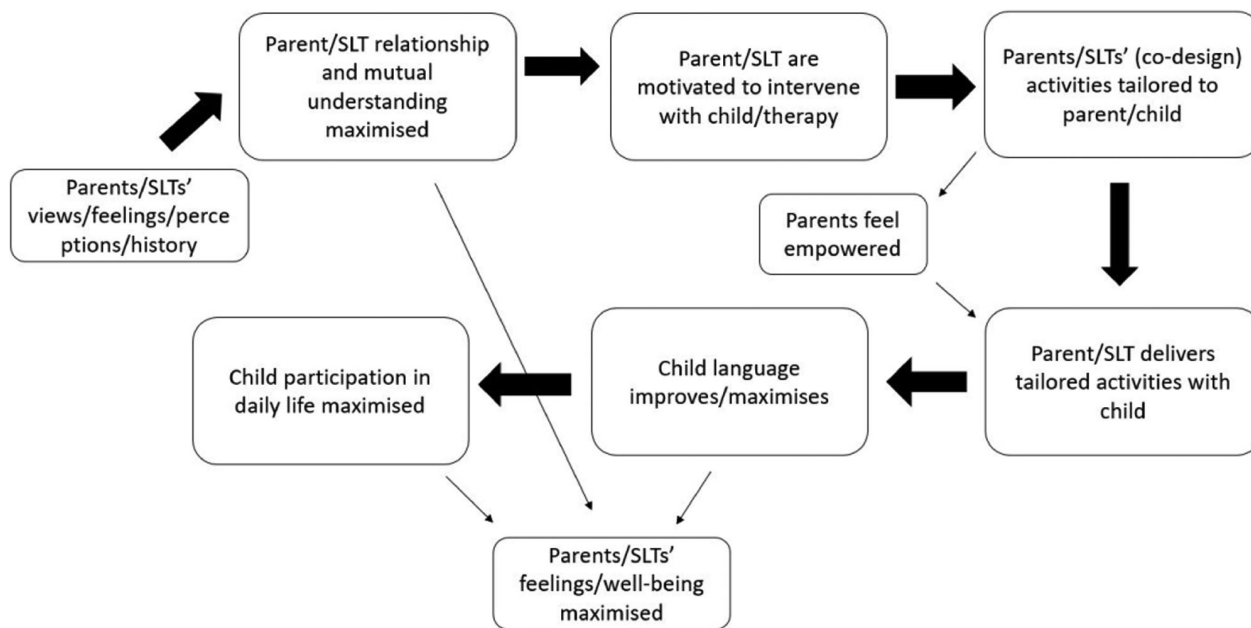 Parent/SLT relationship
and mutual
understanding
maximised
Parent/SLT are
motivated to intervene
with child/therapy
Parents/SLTs’ (co-design)
activities tailored to
parent/child
Parents/SLTs’
views/feelings/perce
ptions/history
Parents feel
empowered
Child participation in
daily life maximised
Child language
improves/maximises
Parent/SLT delivers
tailored activities with
child
Parents/SLTs’
feelings/well-being
maximised